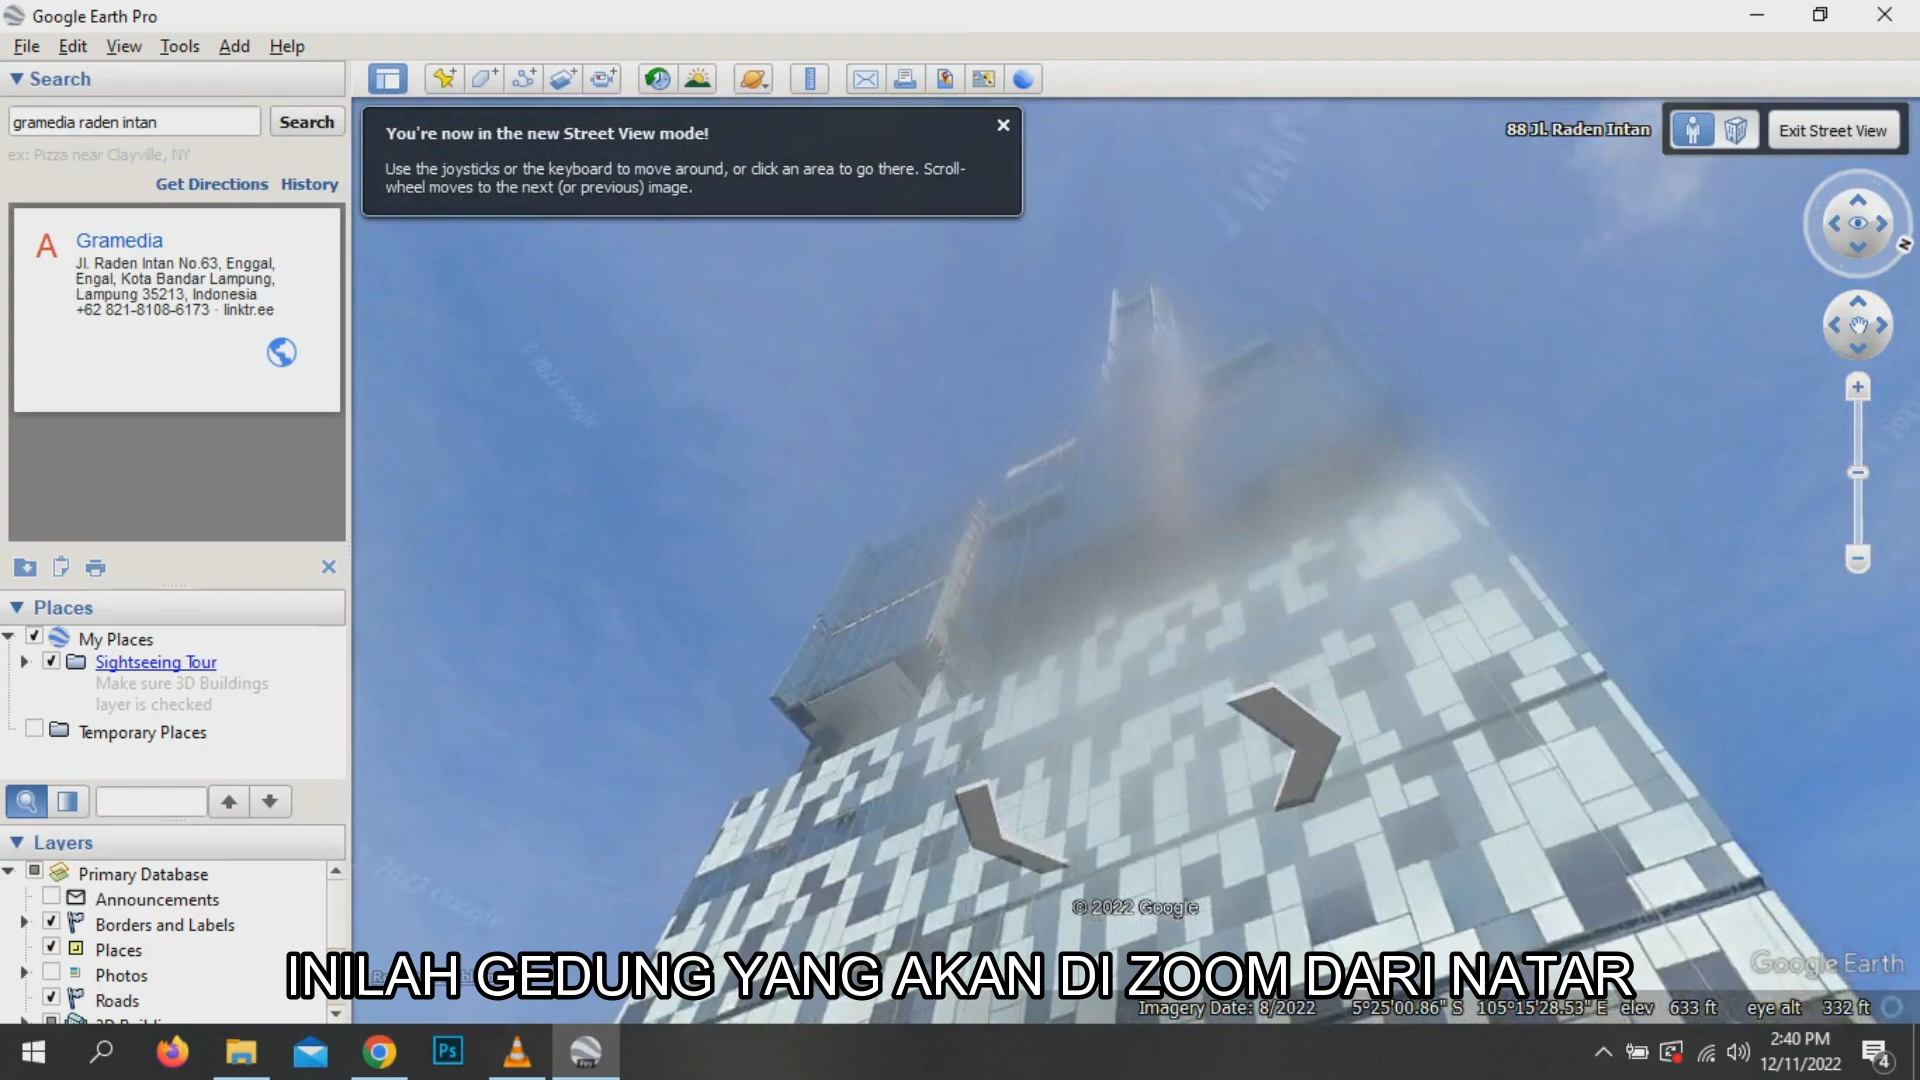 Google Earth Pro
File Edit View Tools Add Help
Search
gramedia raden intan
Search
ex: Pizza near Clayville, NY
Get Directions History
A
Gramedia
Jl. Raden Intan No.63, Enggal,
Engal, Kota Bandar Lampung,
Lampung 35213, Indonesia
+62 821-8108-6173 · linktr.ee
Places
My Places
Sightseeing Tour
Make sure 3D Buildings
layer is checked
Temporary Places
Layers
Primary Database
Announcements
Borders and Labels
Places
Photos
Roads
You're now in the new Street View mode!
Use the joysticks or the keyboard to move around, or click an area to go there. Scroll-
wheel moves to the next (or previous) image.
88 Jl. Raden Intan
Exit Street View
N
© 2022 Google
© 2022 Google
2022 Google
Google Earth
INILAH GEDUNG YANG AKAN DI ZOOM DARI NATAR
Imagery Date: 8/2022 5°25'00.86" S 105°15'28.53" E elev 633 ft eye alt 332 ft
Ps
Pro
2:40 PM
12/11/2022
4